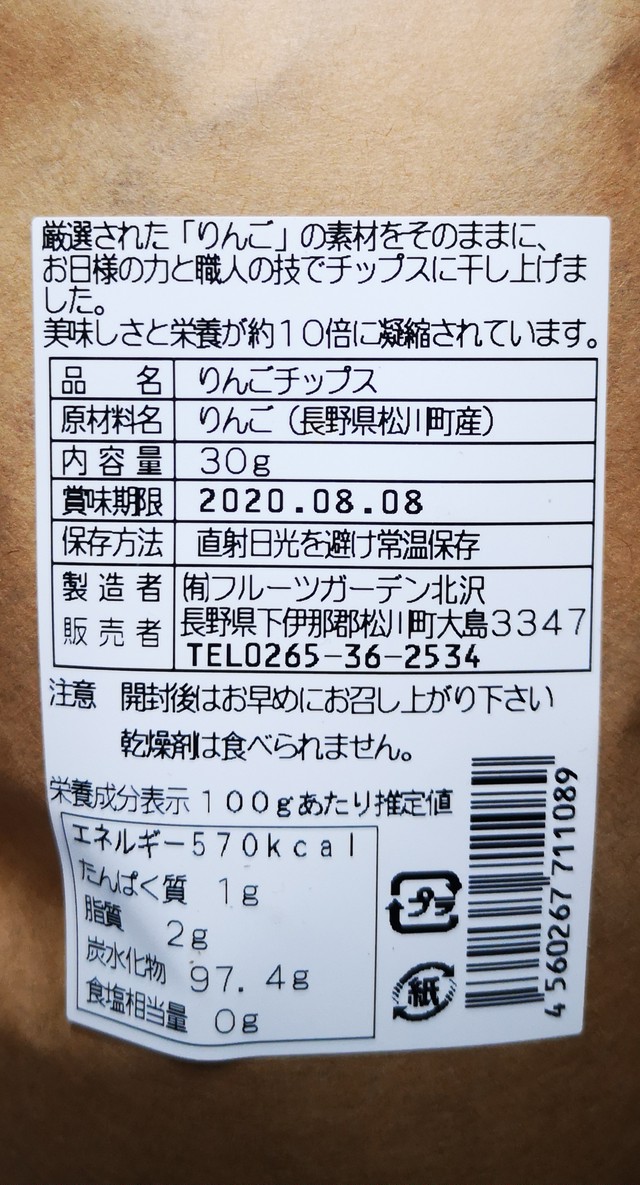 厳選された「りんご」の素材をそのままに、
お日様の力と職人の技でチップスに干し上げま
した。
美味しさと栄養が約10倍に凝縮されています。
品名 りんごチップス
原材料名 りんご（長野県松川町産）
内容量 30g
賞味期限 2020.08.08
保存方法 直射日光を避け常温保存
製造者 ㈲フルーツガーデン北沢
販売者 長野県下伊那郡松川町大島3347
TEL0265-36-2534
注意 開封後はお早めにお召し上がり下さい
乾燥剤は食べられません。
栄養成分表示100gあたり推定値
エネルギー570kcal
たんぱく質 1g
脂質 2g
炭水化物 97.4g
食塩相当量 0g
プラ
紙
4 560267 711089